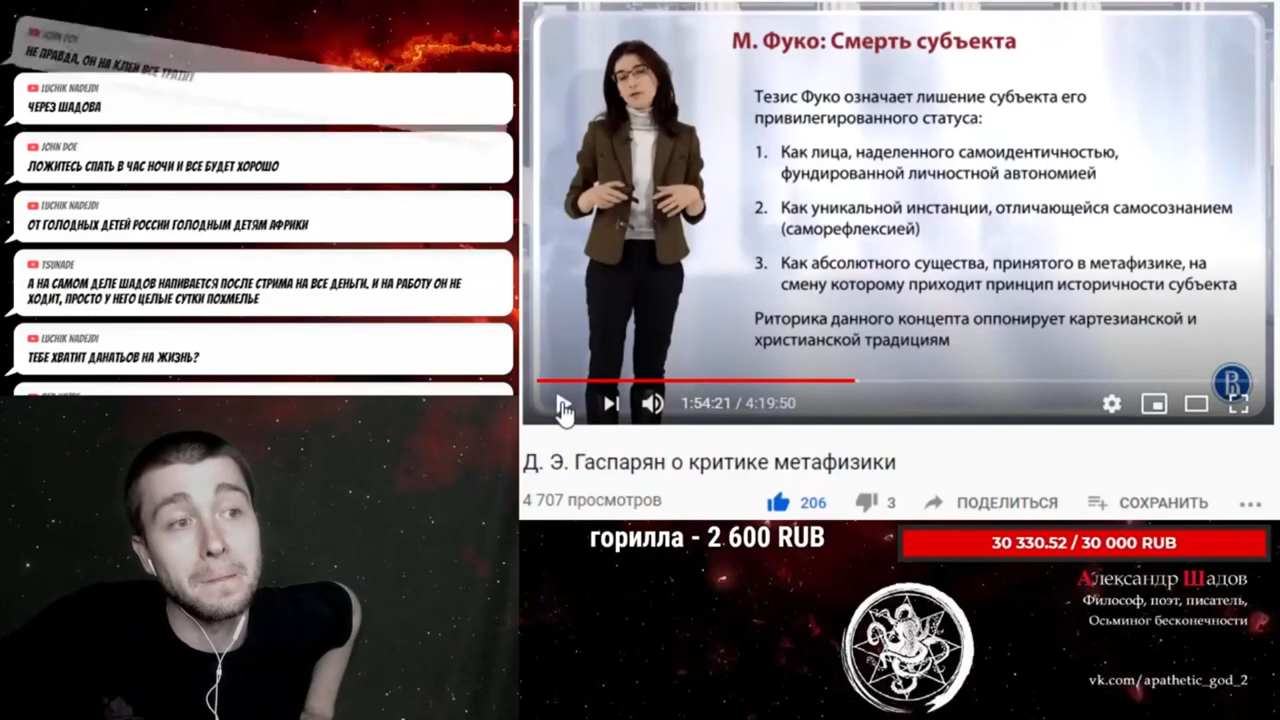 JOHN DOE
НЕ ПРАВДА, ОН НА КЛЕЙ ВСЕ ТРАТИТ
LUCHIK NADEJDI
ЧЕРЕЗ ШАДОВА
JOHN DOE
ЛОЖИТЕСЬ СПАТЬ В ЧАС НОЧИ И ВСЕ БУДЕТ ХОРОШО
LUCHIK NADEJDI
ОТ ГОЛОДНЫХ ДЕТЕЙ РОССИИ ГОЛОДНЫМ ДЕТЯМ АФРИКИ
TSUNADE
А НА САМОМ ДЕЛЕ ШАДОВ НАПИВАЕТСЯ ПОСЛЕ СТРИМА НА ВСЕ ДЕНЬГИ. И НА РАБОТУ ОН НЕ
ХОДИТ, ПРОСТО У НЕГО ЦЕЛЫЕ СУТКИ ПОХМЕЛЬЕ
LUCHIK NADEJDI
ТЕБЕ ХВАТИТ ДАНАТЬОВ НА ЖИЗНЬ?
М. Фуко: Смерть субъекта
Тезис Фуко означает лишение субъекта его
привилегированного статуса:
1. Как лица, наделенного самоидентичностью,
фундированной личностной автономией
2. Как уникальной инстанции, отличающейся самосознанием
(саморефлексией)
3. Как абсолютного существа, принятого в метафизике, на
смену которому приходит принцип историчности субъекта
Риторика данного концепта оппонирует картезианской и
христианской традициям
1:54:21 / 4:19:50
Д. Э. Гаспарян о критике метафизики
4 707 просмотров
206
3
ПОДЕЛИТЬСЯ
СОХРАНИТЬ
горилла - 2 600 RUB
30 330.52 / 30 000 RUB
Александр Шадов
Философ, поэт, писатель,
Осьминог бесконечности
vk.com/apathetic_god_2